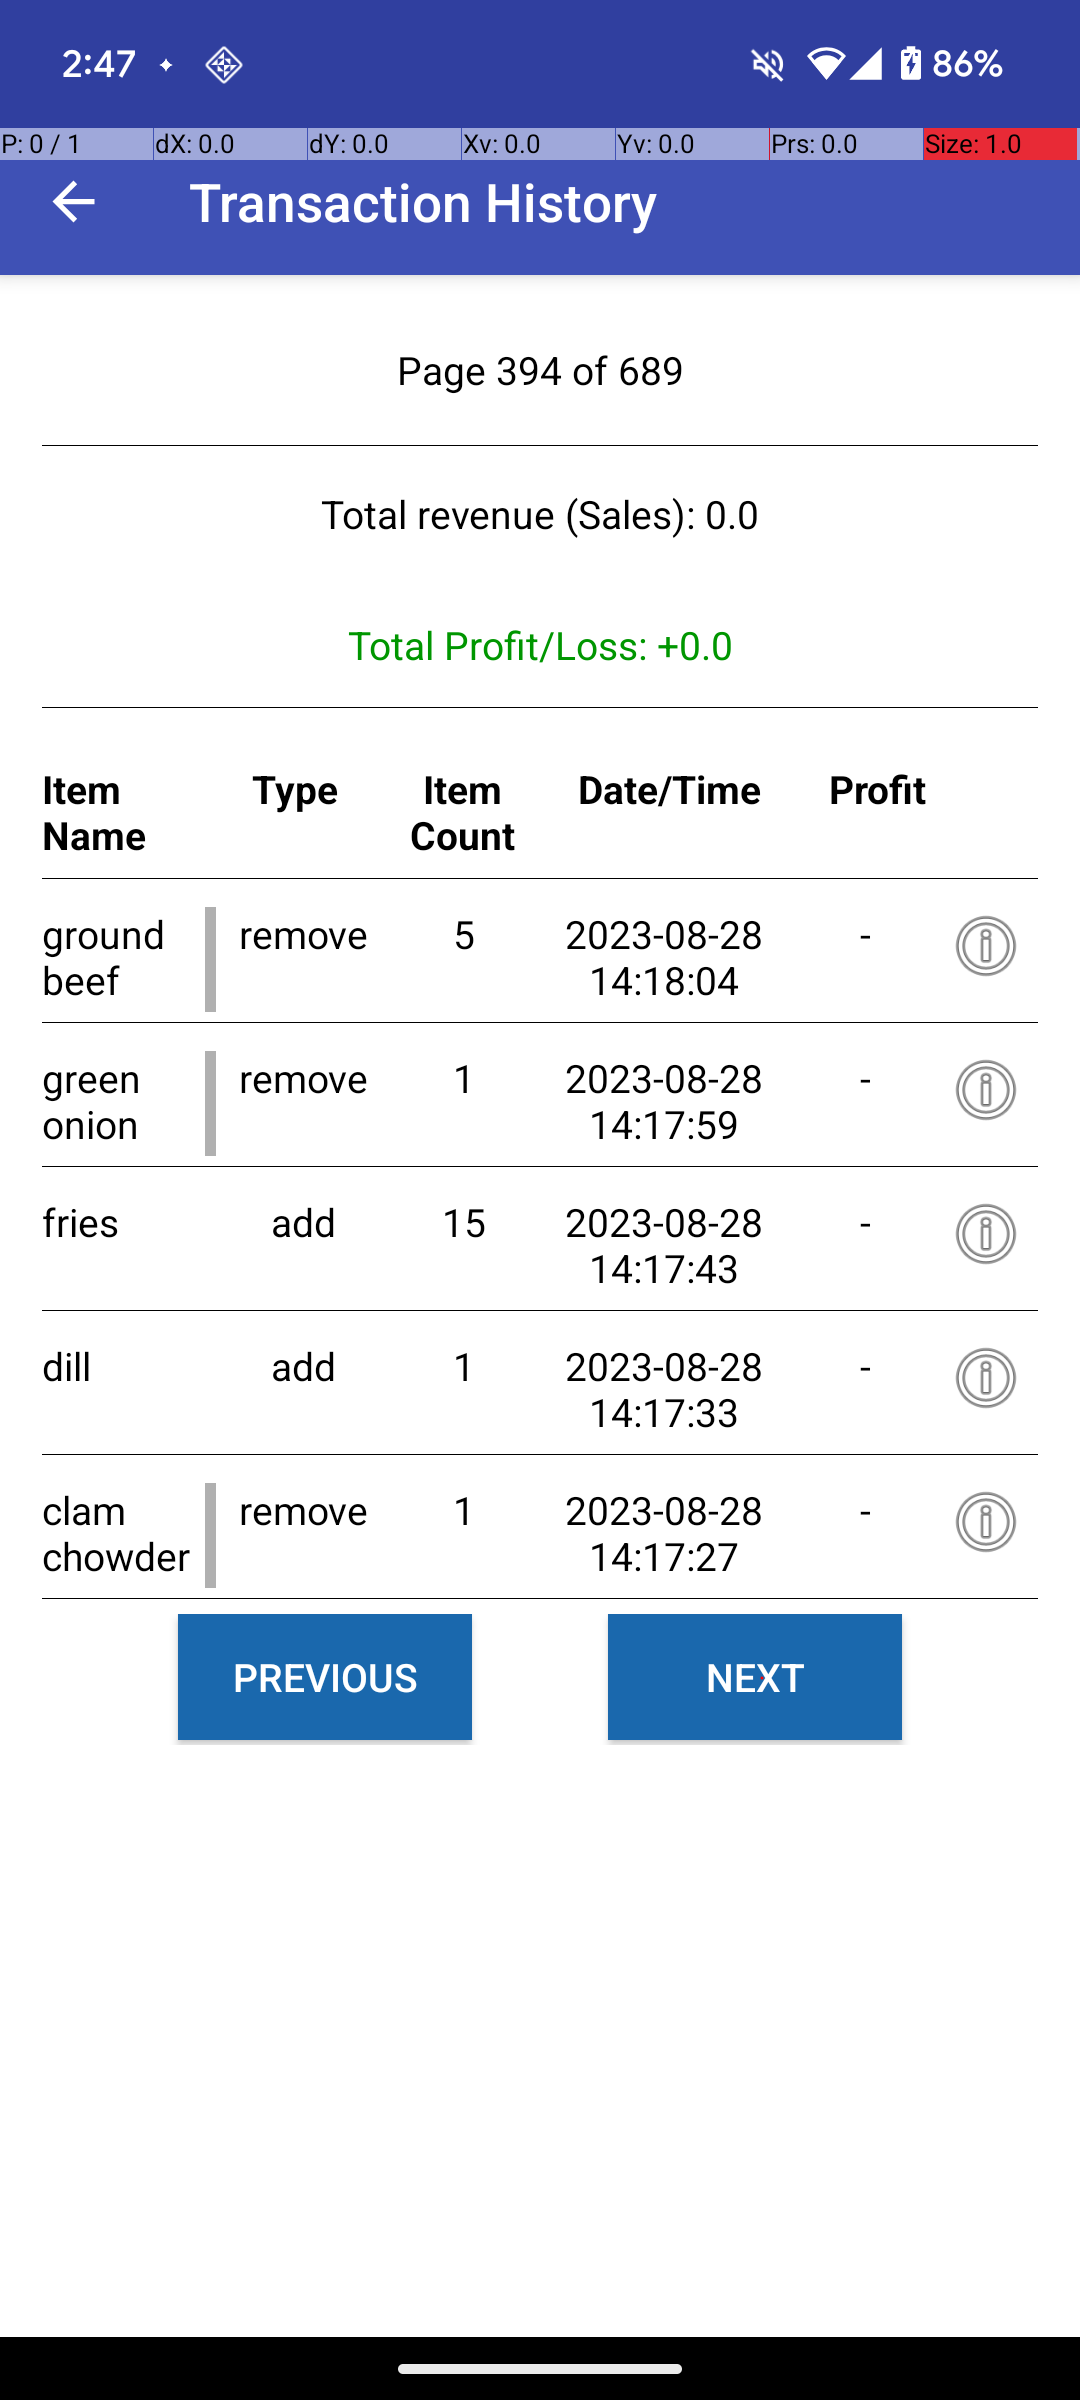 2:47 86%
P: 0 / 1 dX: 0.0 dY: 0.0 Xv: 0.0 Yv: 0.0 Prs: 0.0 Size: 1.0
Transaction History
Page 394 of 689
Total revenue (Sales): 0.0
Total Profit/Loss: +0.0
Item Name Type Item Count Date/Time Profit
ground beef remove 5 2023-08-28 14:18:04 -
green onion remove 1 2023-08-28 14:17:59 -
fries add 15 2023-08-28 14:17:43 -
dill add 1 2023-08-28 14:17:33 -
clam chowder remove 1 2023-08-28 14:17:27 -
PREVIOUS NEXT